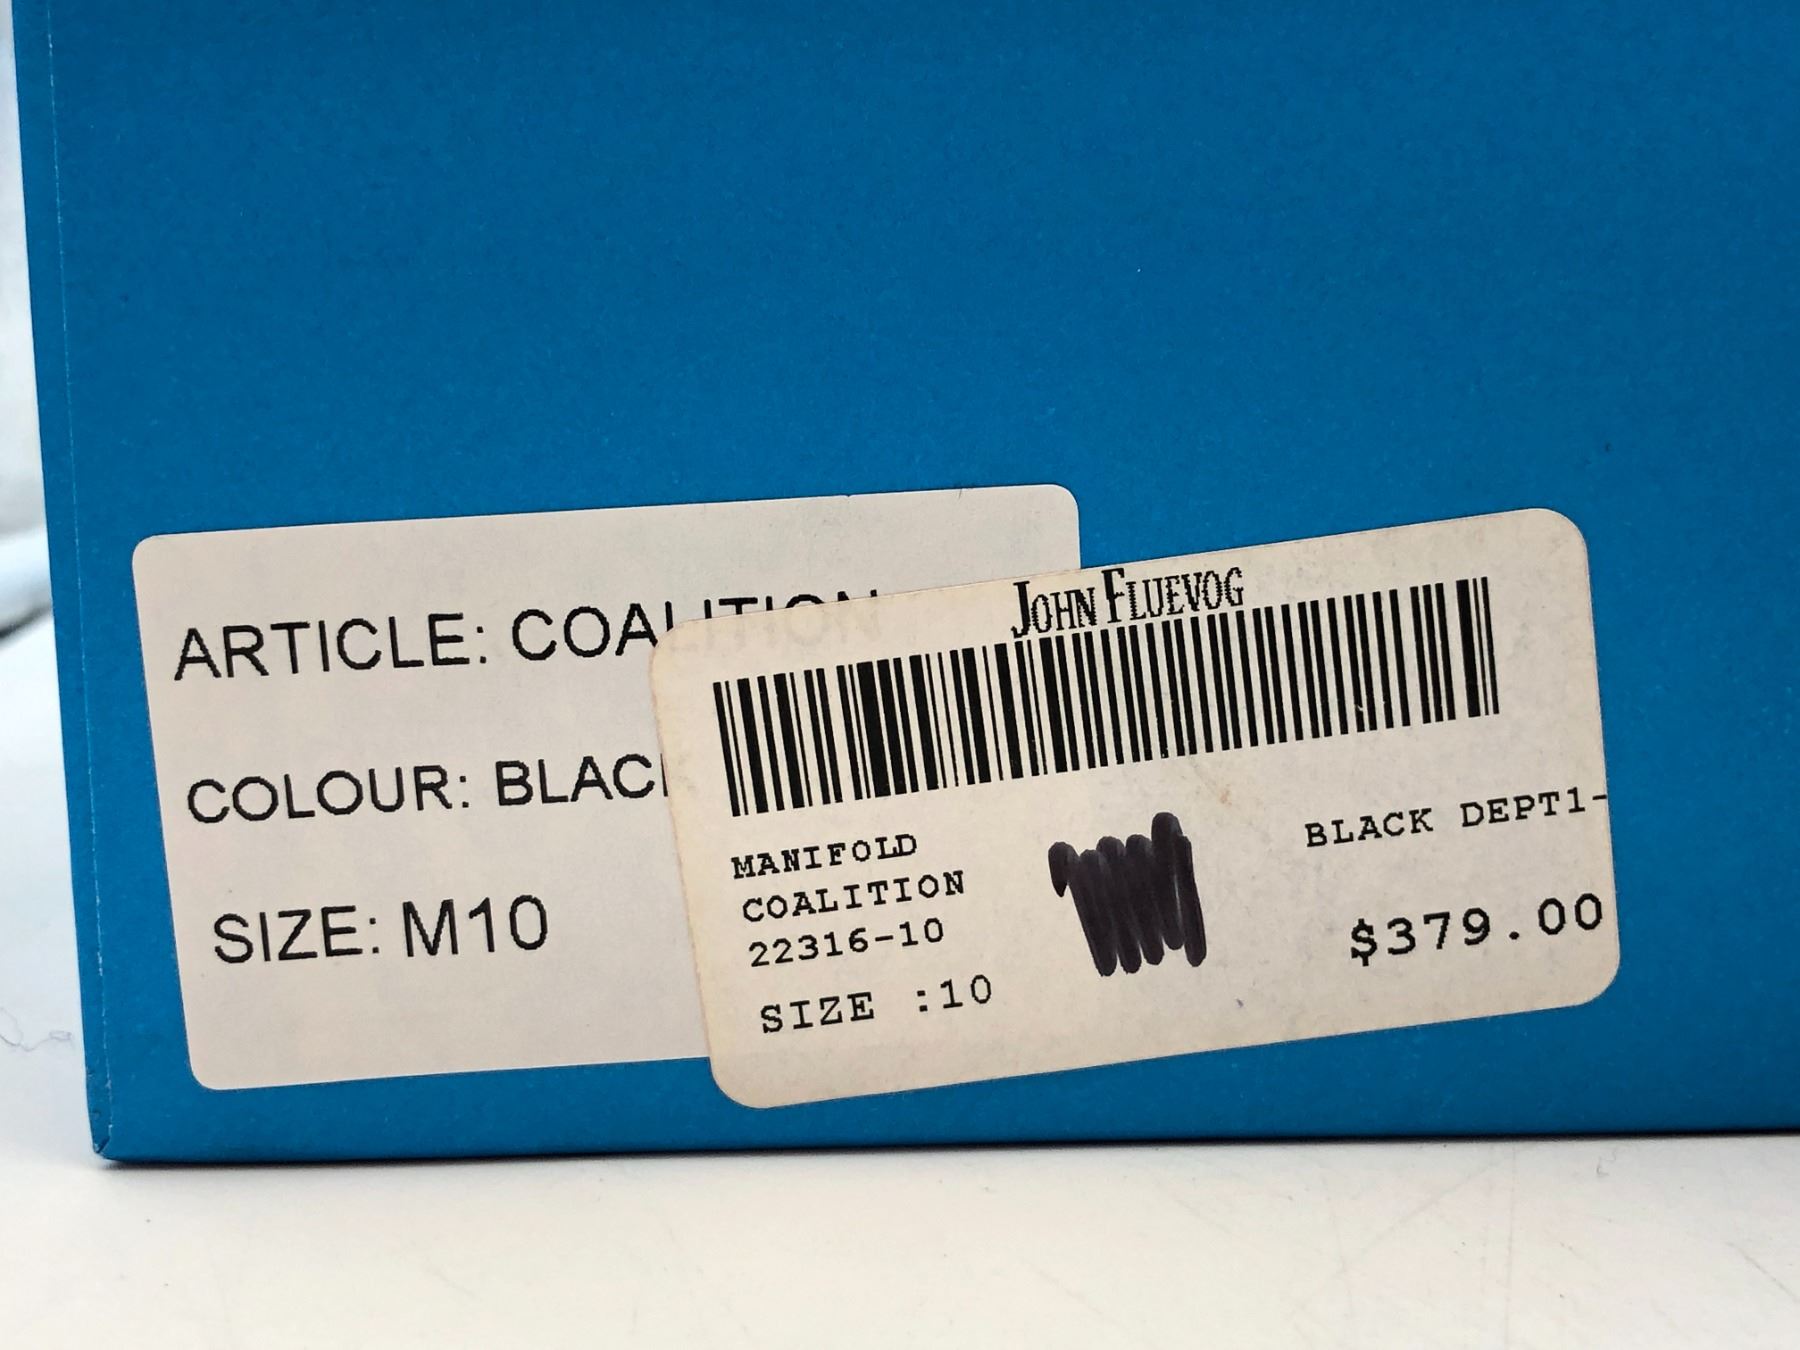 ARTICLE: COALITION
COLOUR: BLAC
SIZE: M10
JOHN FLUEVOG
MANIFOLD
COALITION
22316-10
SIZE :10
BLACK DEPT1-
$379.00